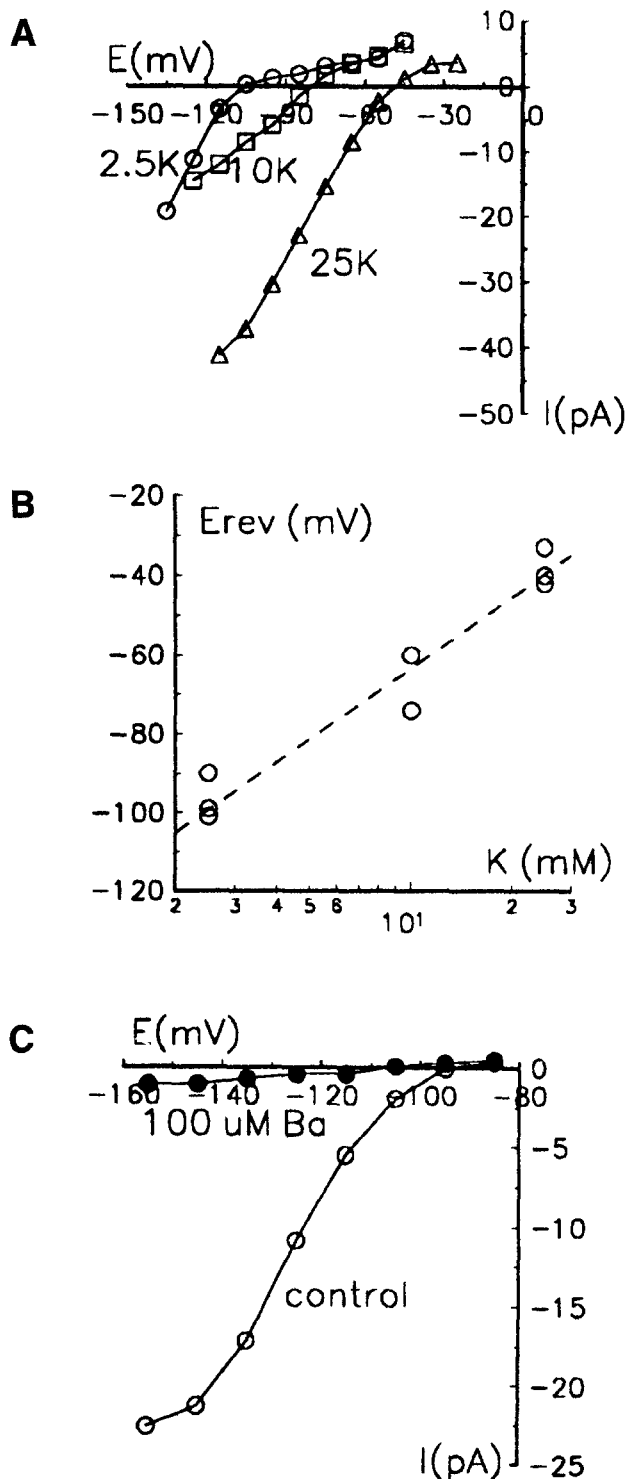 A
10
E(mV)
0
-150 -120 -90 -60 -30 0
2.5K 10K
-10
-20
25K
-30
-40
-50
I(pA)
B
-20
Erev (mV)
-40
-60
-80
-100
K (mM)
-120
2 3 4 5 6 10¹ 2 3
C
E(mV)
0
-160 -140 -120 -100 -80
100 uM Ba
-5
-10
control
-15
-20
I(pA)
-25